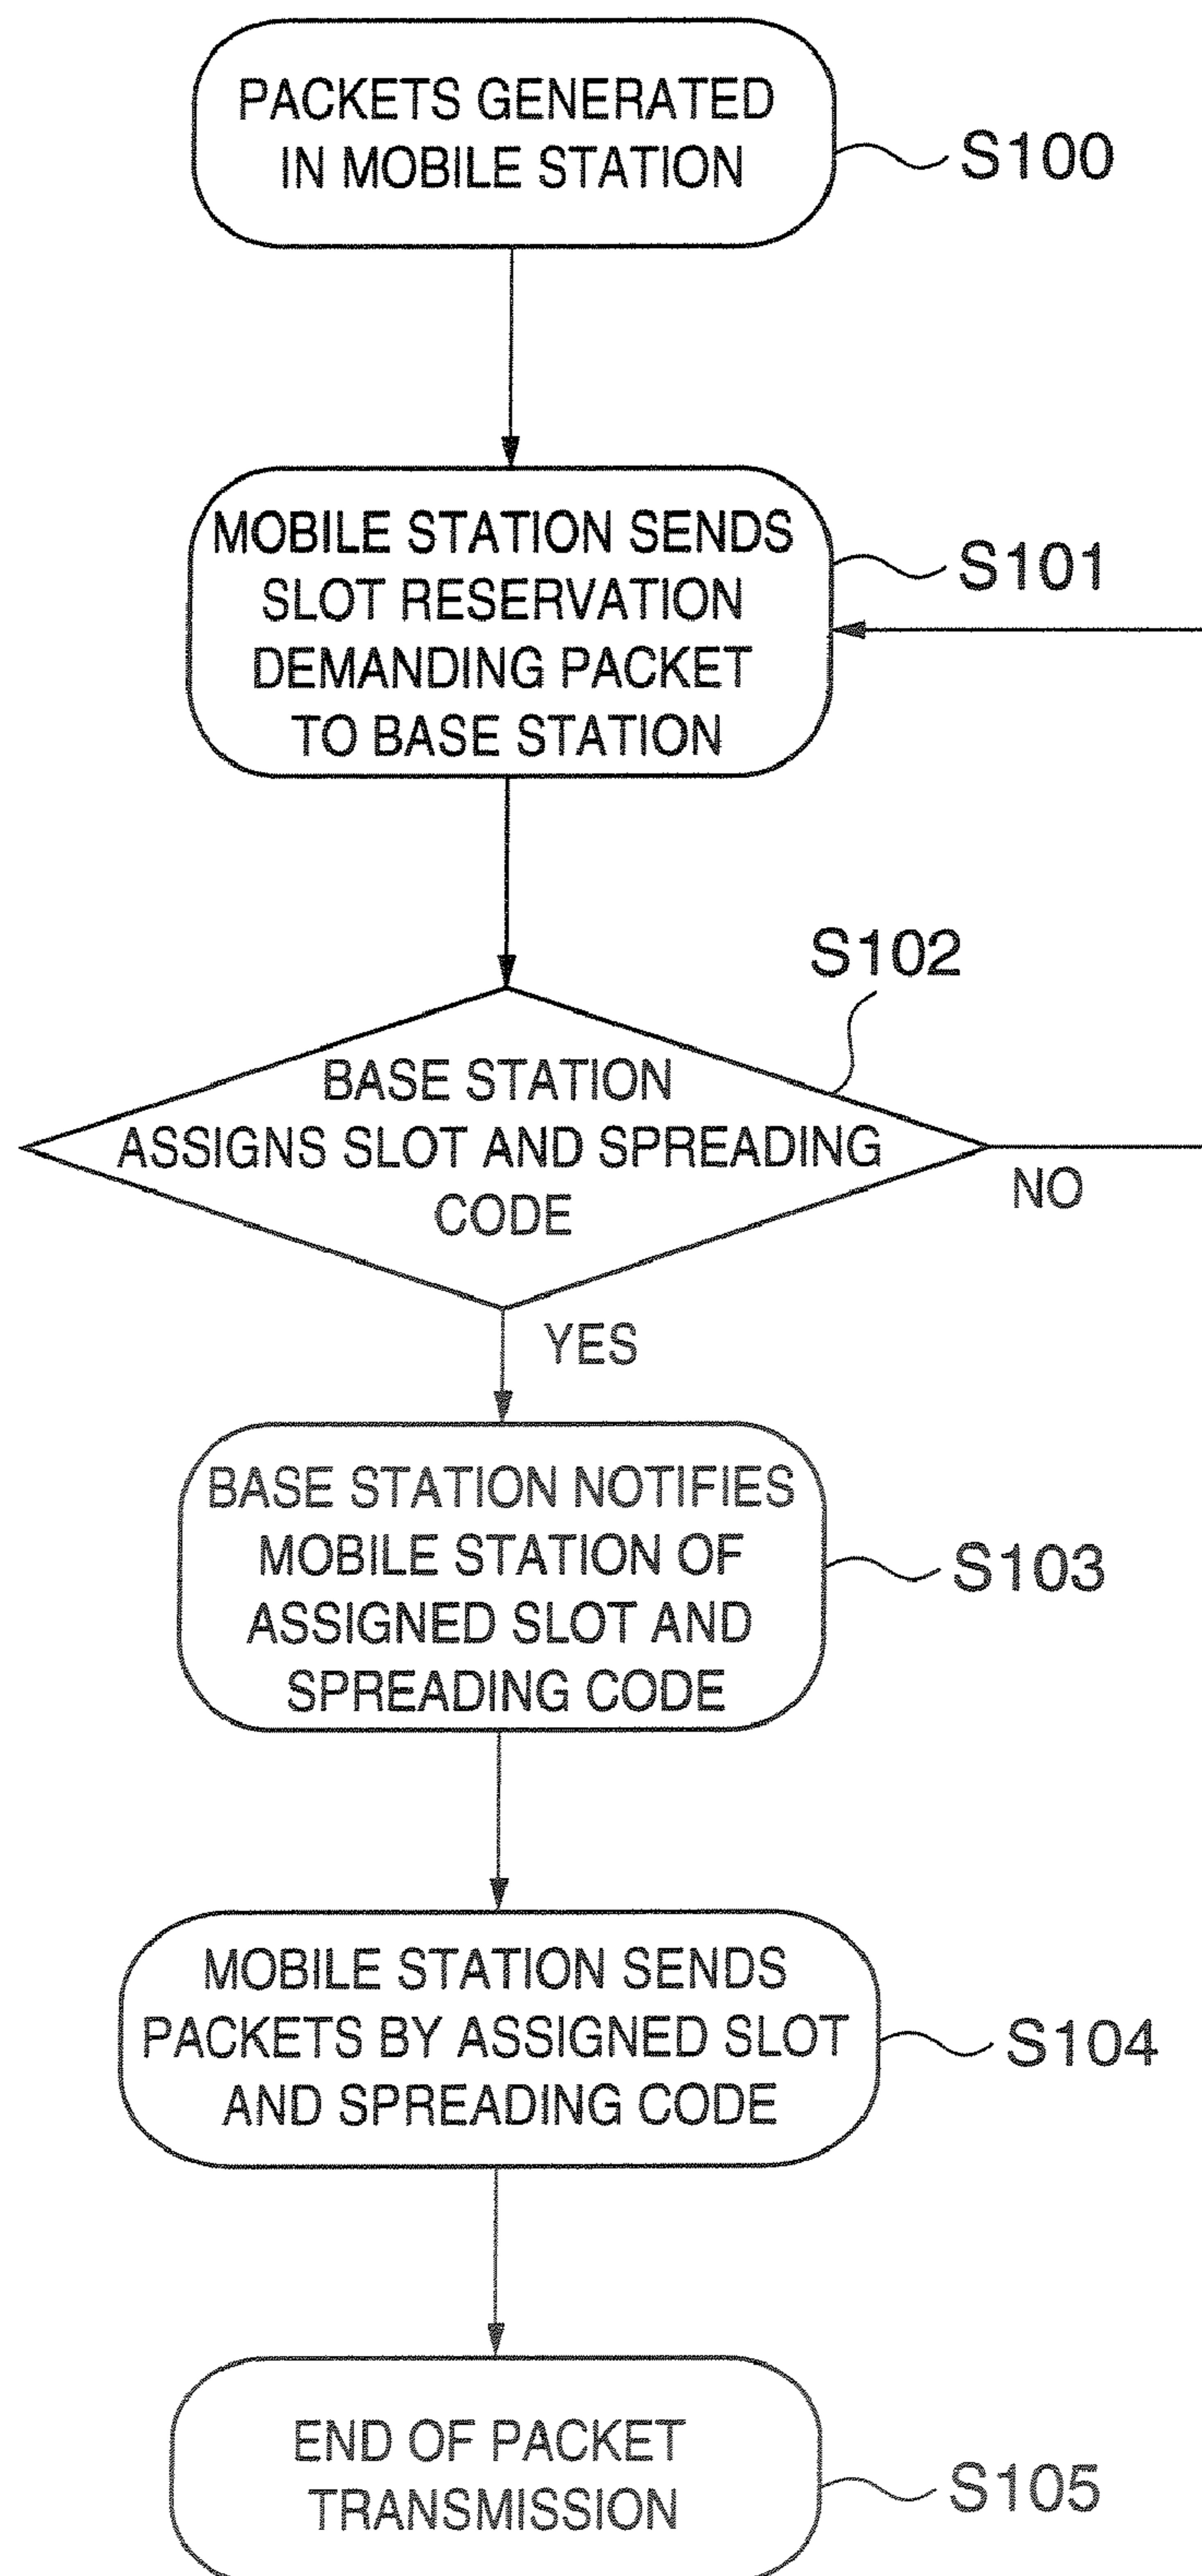 PACKETS GENERATED
IN MOBILE STATION
S100
MOBILE STATION SENDS
SLOT RESERVATION
DEMANDING PACKET
TO BASE STATION
S101
S102
BASE STATION
ASSIGNS SLOT AND SPREADING
CODE
NO
YES
BASE STATION NOTIFIES
MOBILE STATION OF
ASSIGNED SLOT AND
SPREADING CODE
S103
MOBILE STATION SENDS
PACKETS BY ASSIGNED SLOT
AND SPREADING CODE
S104
END OF PACKET
TRANSMISSION
S105